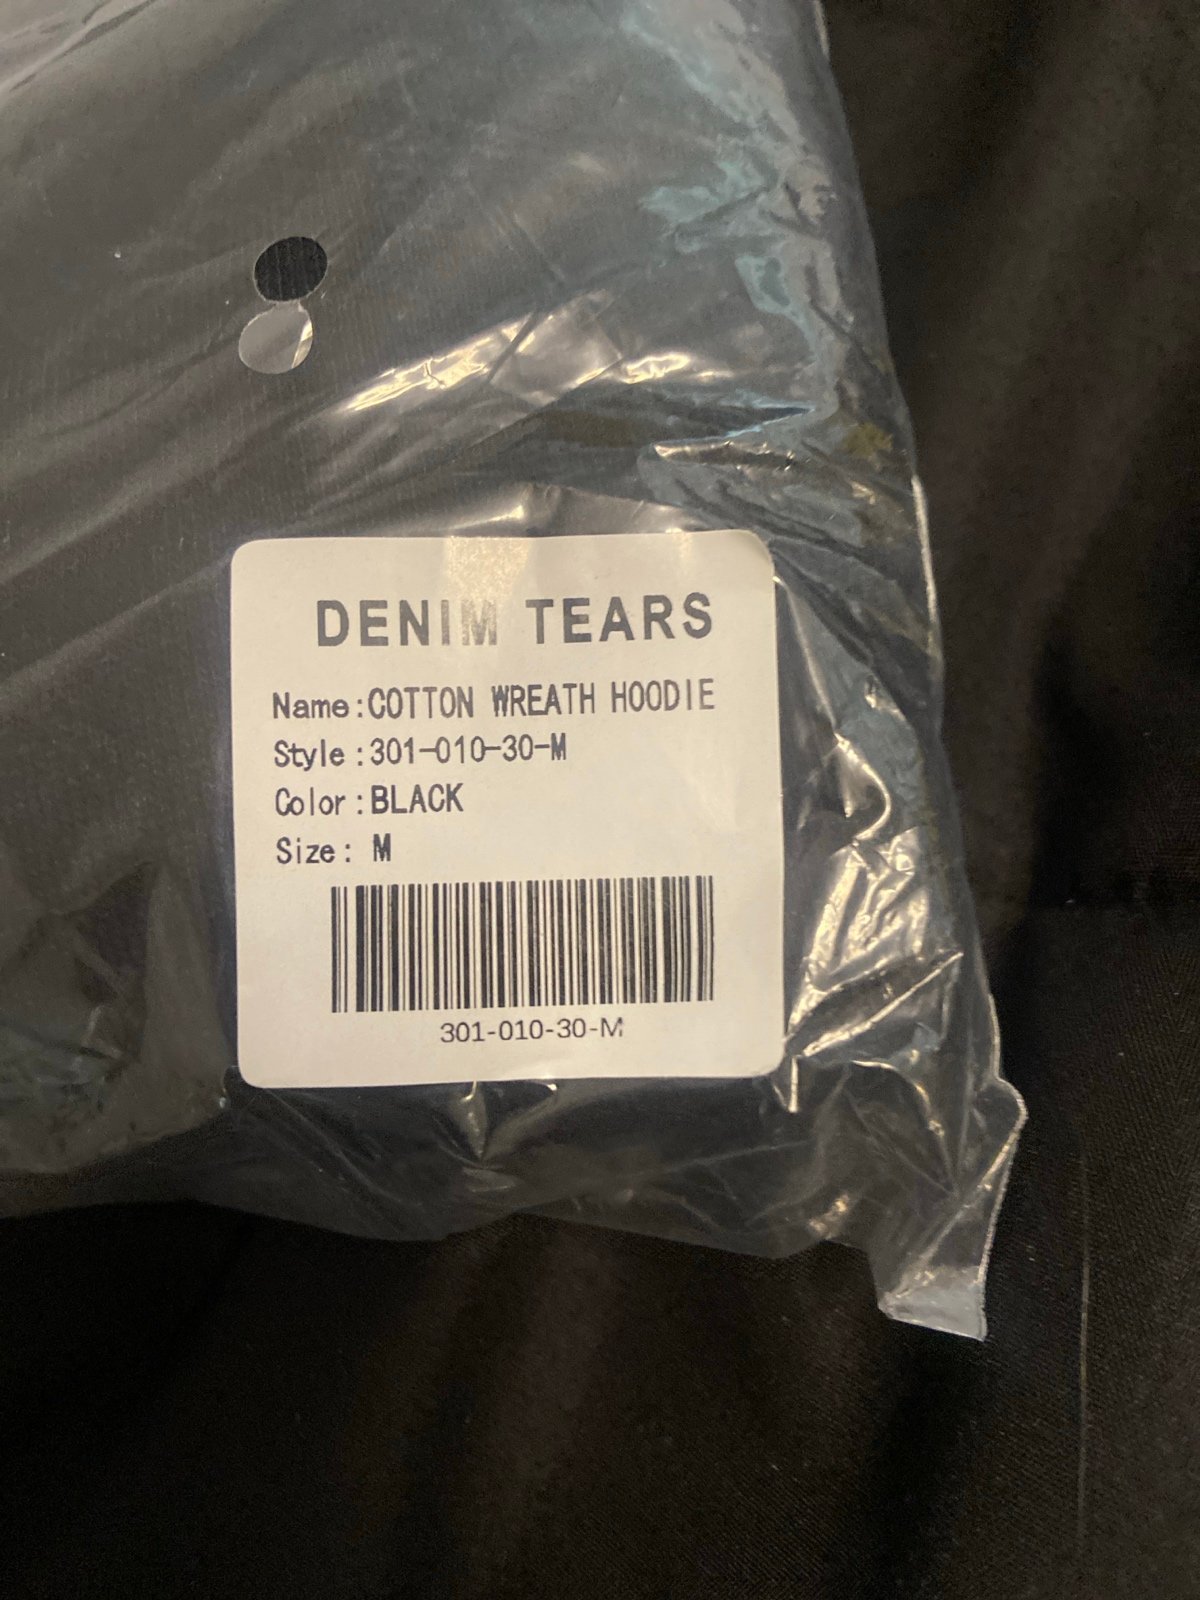 DENIM TEARS
Name:COTTON WREATH HOODIE
Style:301-010-30-M
Color:BLACK
Size: M
301-010-30-M